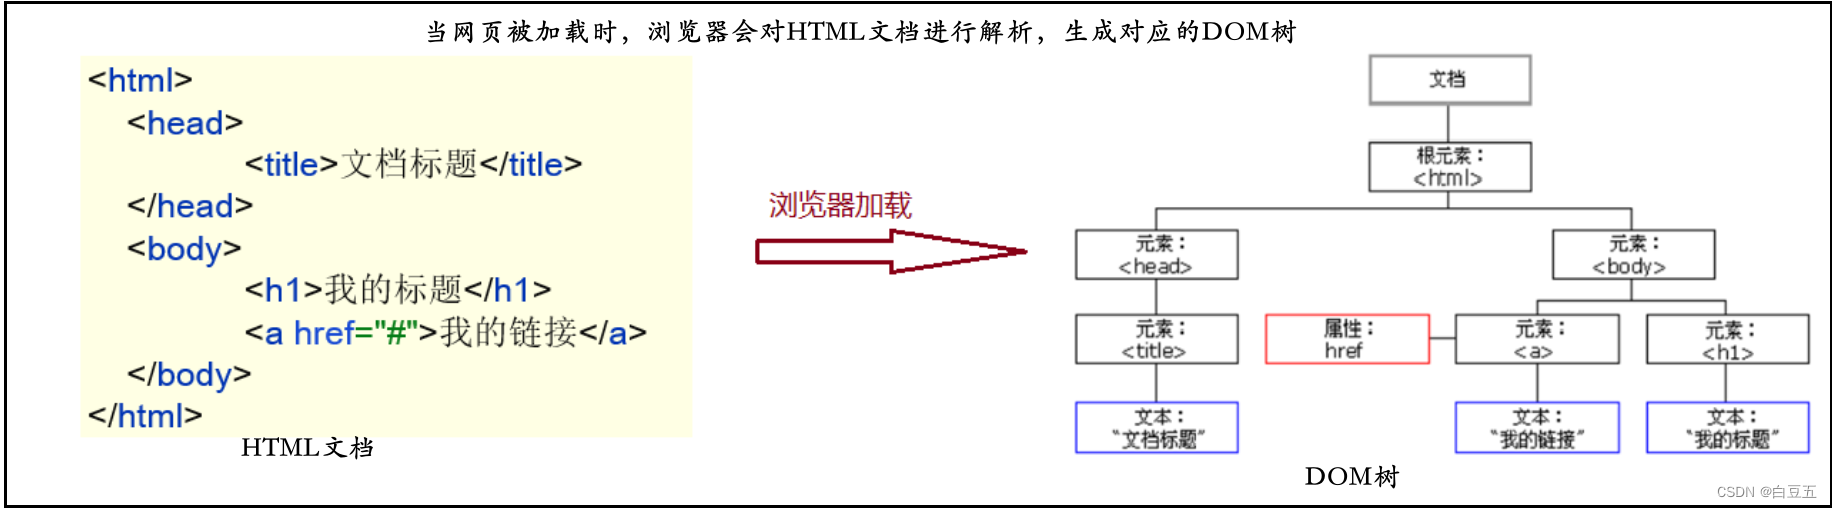 当网页被加载时，浏览器会对HTML文档进行解析，生成对应的DOM树
<html>
<head>
<title>文档标题</title>
</head>
<body>
<h1>我的标题</h1>
<a href="#">我的链接</a>
</body>
</html>
HTML文档
浏览器加载
文档
根元素：
<html>
元素：
<head>
元素：
<body>
元素：
<title>
属性：
href
元素：
<a>
元素：
<h1>
文本：
“文档标题”
文本：
“我的链接”
文本：
“我的标题”
DOM树
CSDN @白豆五